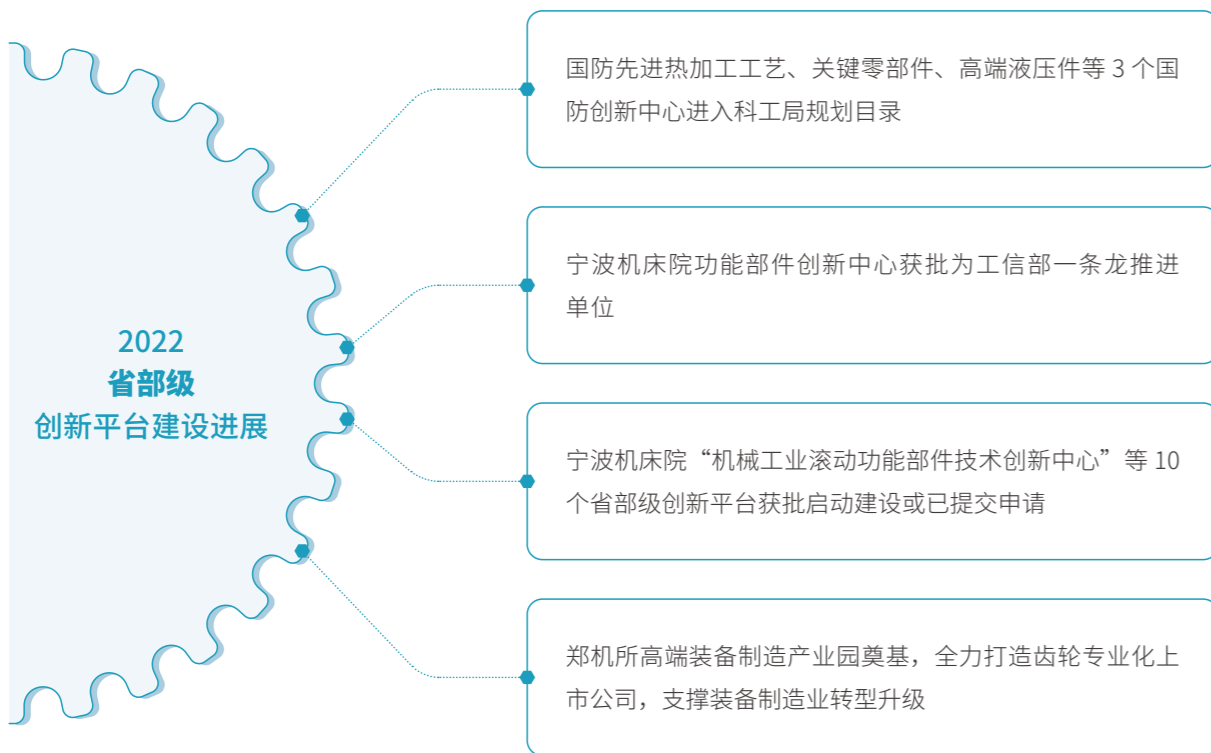 国防先进热加工工艺、关键零部件、高端液压件等 3 个国
防创新中心进入科工局规划目录
宁波机床院功能部件创新中心获批为工信部一条龙推进
单位
2022
省部级
创新平台建设进展
宁波机床院“机械工业滚动功能部件技术创新中心”等 10
个省部级创新平台获批启动建设或已提交申请
郑机所高端装备制造产业园奠基，全力打造齿轮专业化上
市公司，支撑装备制造业转型升级